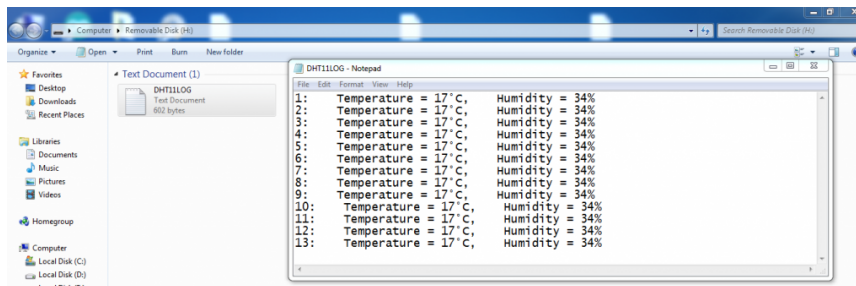 Computer ▸ Removable Disk (H:)
Search Removable Disk (H:)
Organize Open Print Burn New folder
Favorites
Desktop
Downloads
Recent Places
Libraries
Documents
Music
Pictures
Videos
Homegroup
Computer
Local Disk (C:)
Local Disk (D:)
Text Document (1)
DHT11LOG
Text Document
602 bytes
DHT11LOG - Notepad
File Edit Format View Help
1: Temperature = 17°C, Humidity = 34%
2: Temperature = 17°C, Humidity = 34%
3: Temperature = 17°C, Humidity = 34%
4: Temperature = 17°C, Humidity = 34%
5: Temperature = 17°C, Humidity = 34%
6: Temperature = 17°C, Humidity = 34%
7: Temperature = 17°C, Humidity = 34%
8: Temperature = 17°C, Humidity = 34%
9: Temperature = 17°C, Humidity = 34%
10: Temperature = 17°C, Humidity = 34%
11: Temperature = 17°C, Humidity = 34%
12: Temperature = 17°C, Humidity = 34%
13: Temperature = 17°C, Humidity = 34%